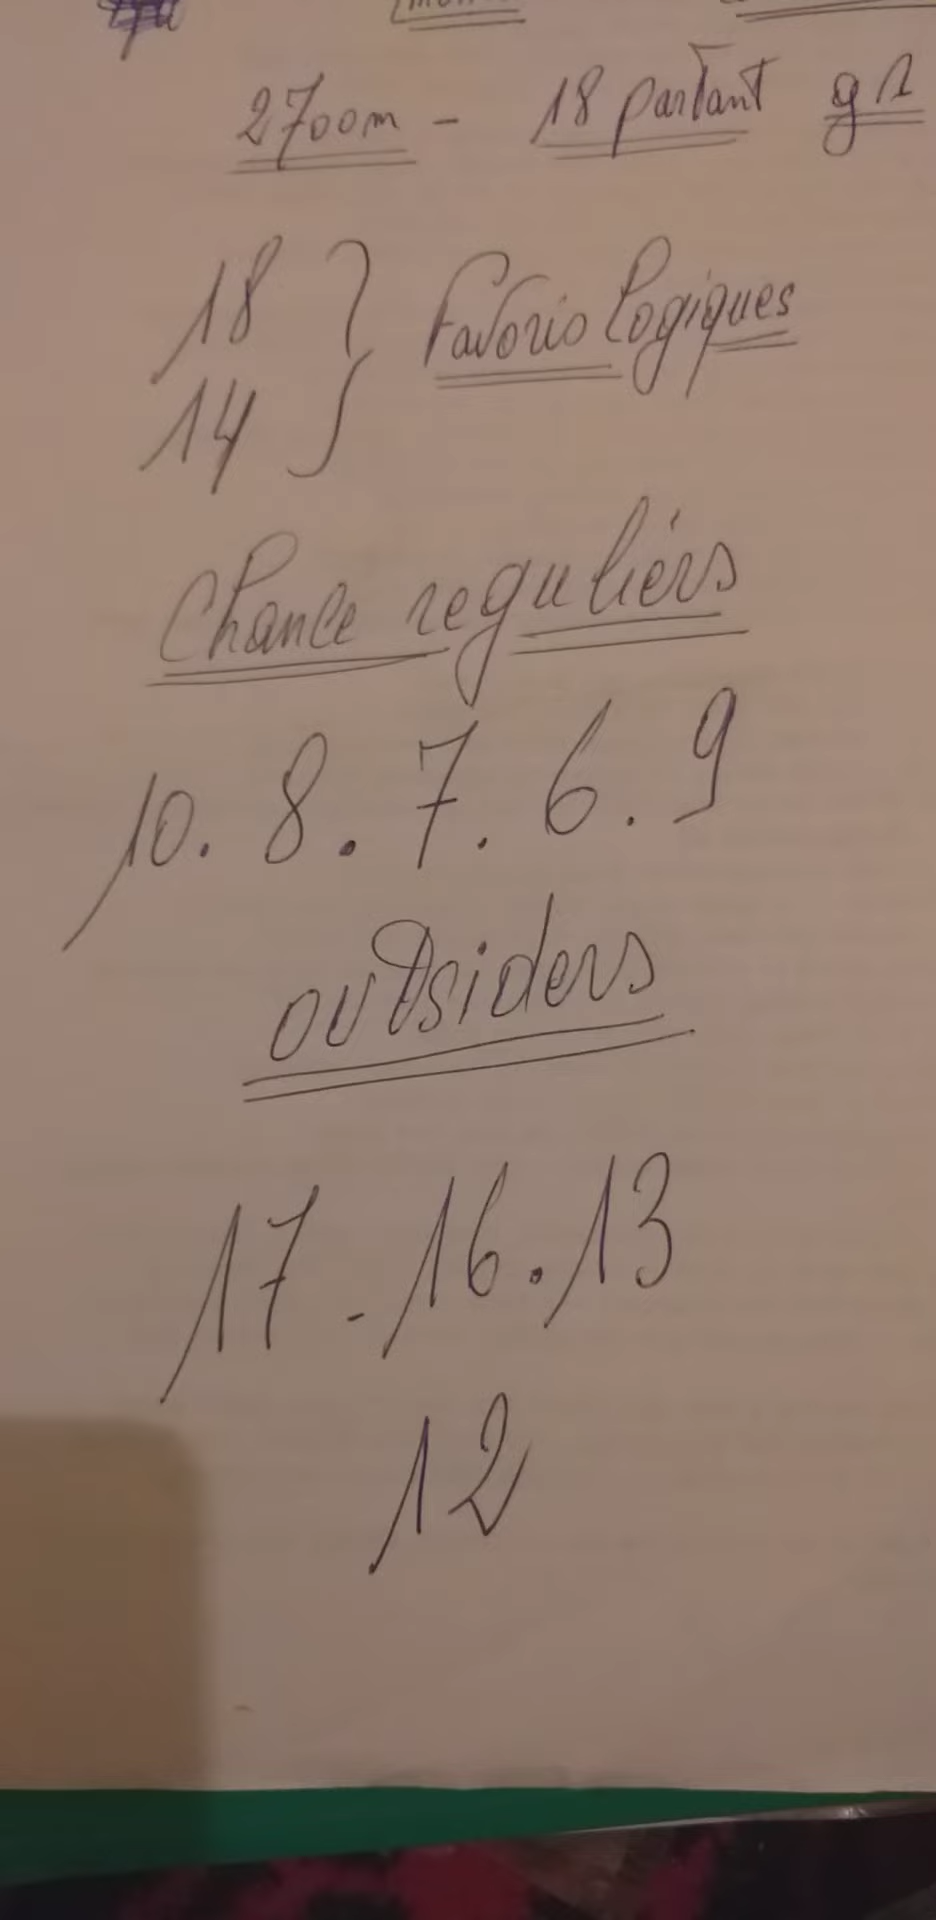 2700m - 18 partant g1
18
14 } Favoris logiques
Chance reguliérs
10. 8. 7. 6. 9
outsiders
17 - 16. 13
12